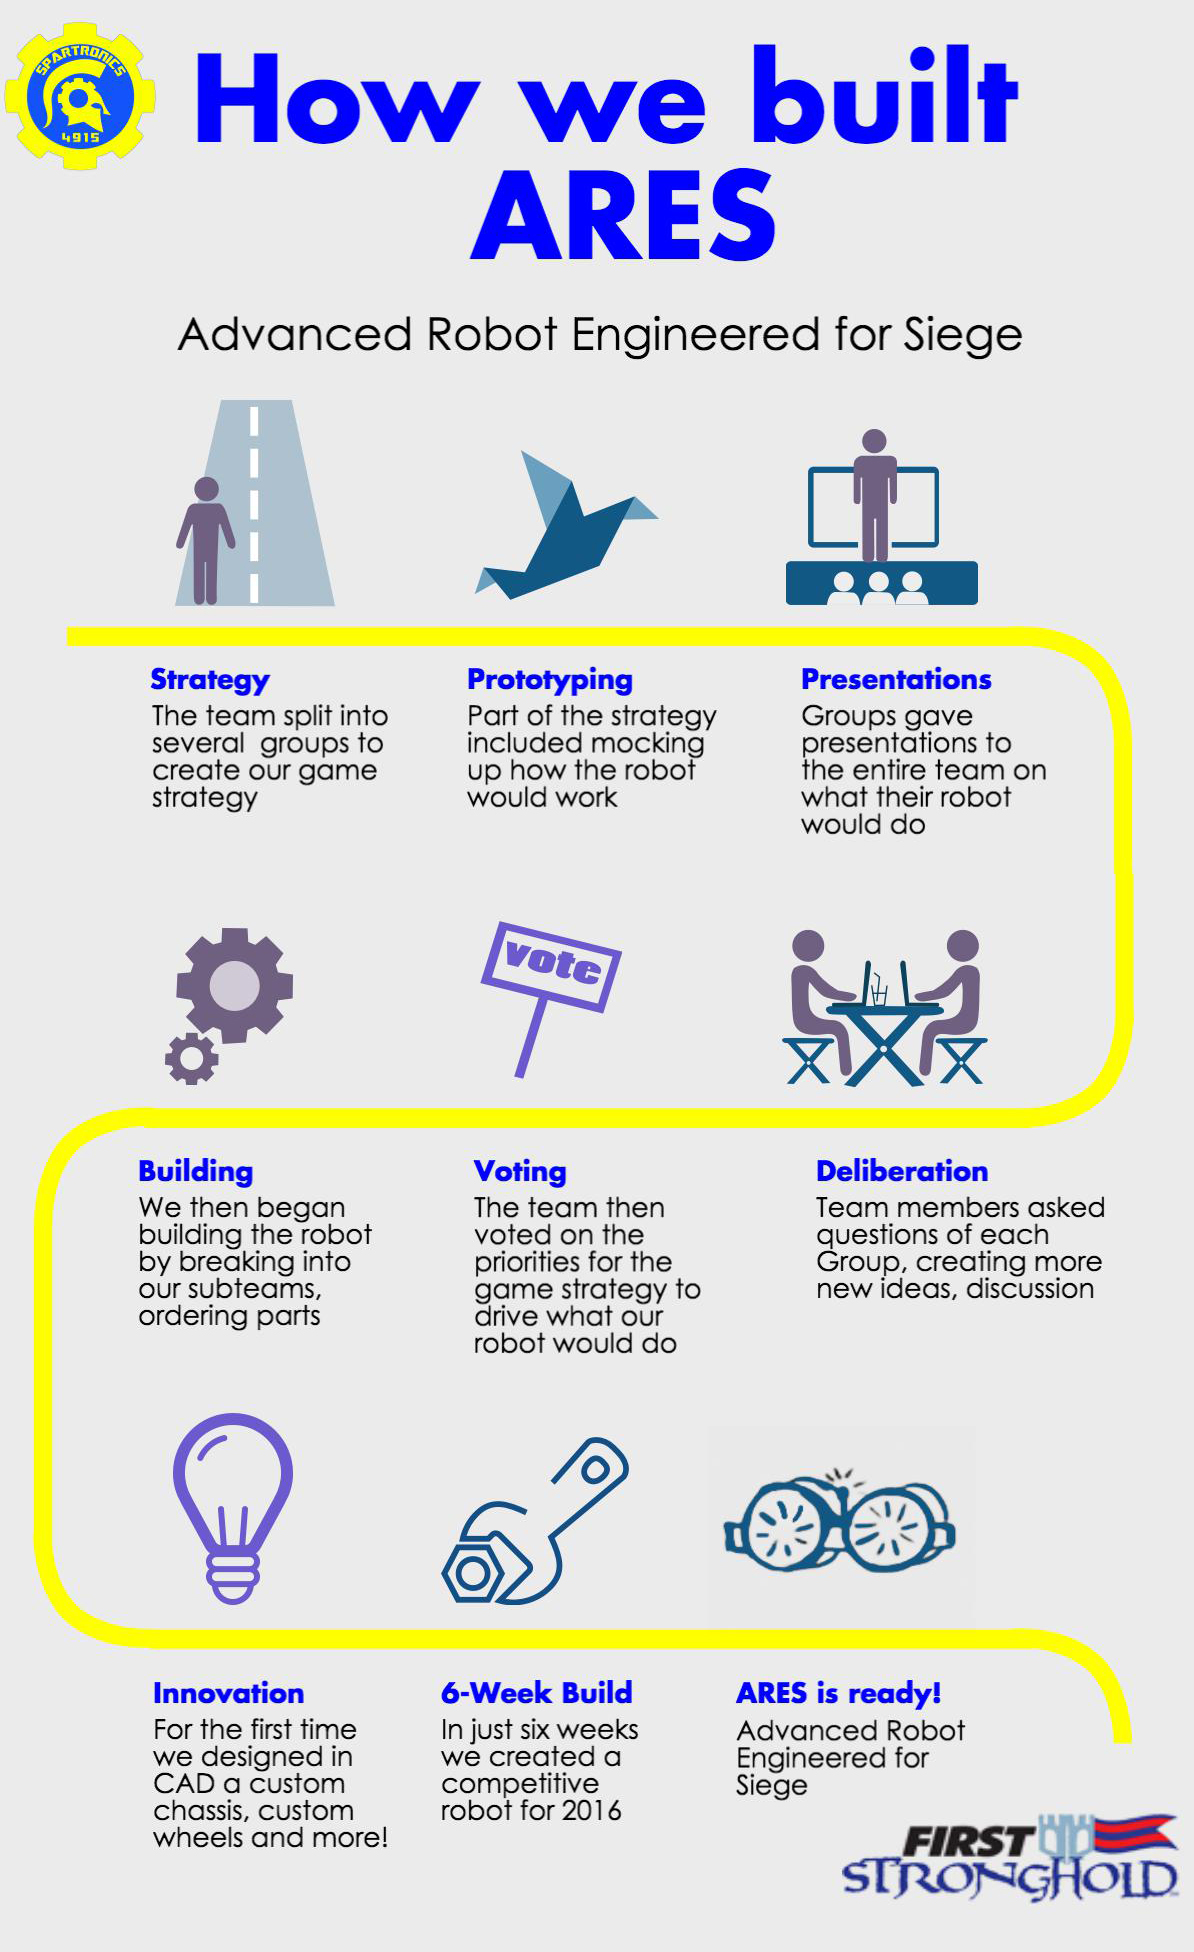 SPARTRONICS
4915
How we built
ARES
Advanced Robot Engineered for Siege
Strategy
The team split into
several groups to
create our game
strategy
Prototyping
Part of the strategy
included mocking
up how the robot
would work
Presentations
Groups gave
presentations to
the entire team on
what their robot
would do
vote
Building
We then began
building the robot
by breaking into
our subteams,
ordering parts
Voting
The team then
voted on the
priorities for the
game strategy to
drive what our
robot would do
Deliberation
Team members asked
questions of each
Group, creating more
new ideas, discussion
Innovation
For the first time
we designed in
CAD a custom
chassis, custom
wheels and more!
6-Week Build
In just six weeks
we created a
competitive
robot for 2016
ARES is ready!
Advanced Robot
Engineered for
Siege
FIRST
STRONGHOLD